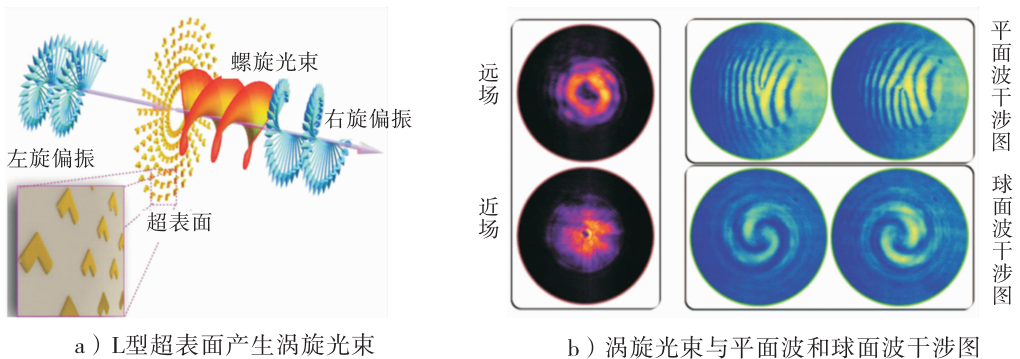 螺旋光束
右旋偏振
左旋偏振
超表面
a）L型超表面产生涡旋光束
远场
近场
平面波干涉图
球面波干涉图
b）涡旋光束与平面波和球面波干涉图